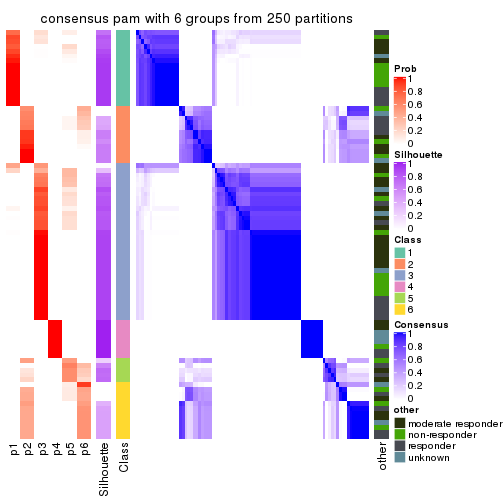 consensus pam with 6 groups from 250 partitions
Prob
1
0.8
0.6
0.4
0.2
0
Silhouette
1
0.8
0.6
0.4
0.2
0
Class
1
2
3
4
5
6
Consensus
1
0.8
0.6
0.4
0.2
0
other
moderate responder
non-responder
responder
unknown
p1
p2
p3
p4
p5
p6
Silhouette
Class
other